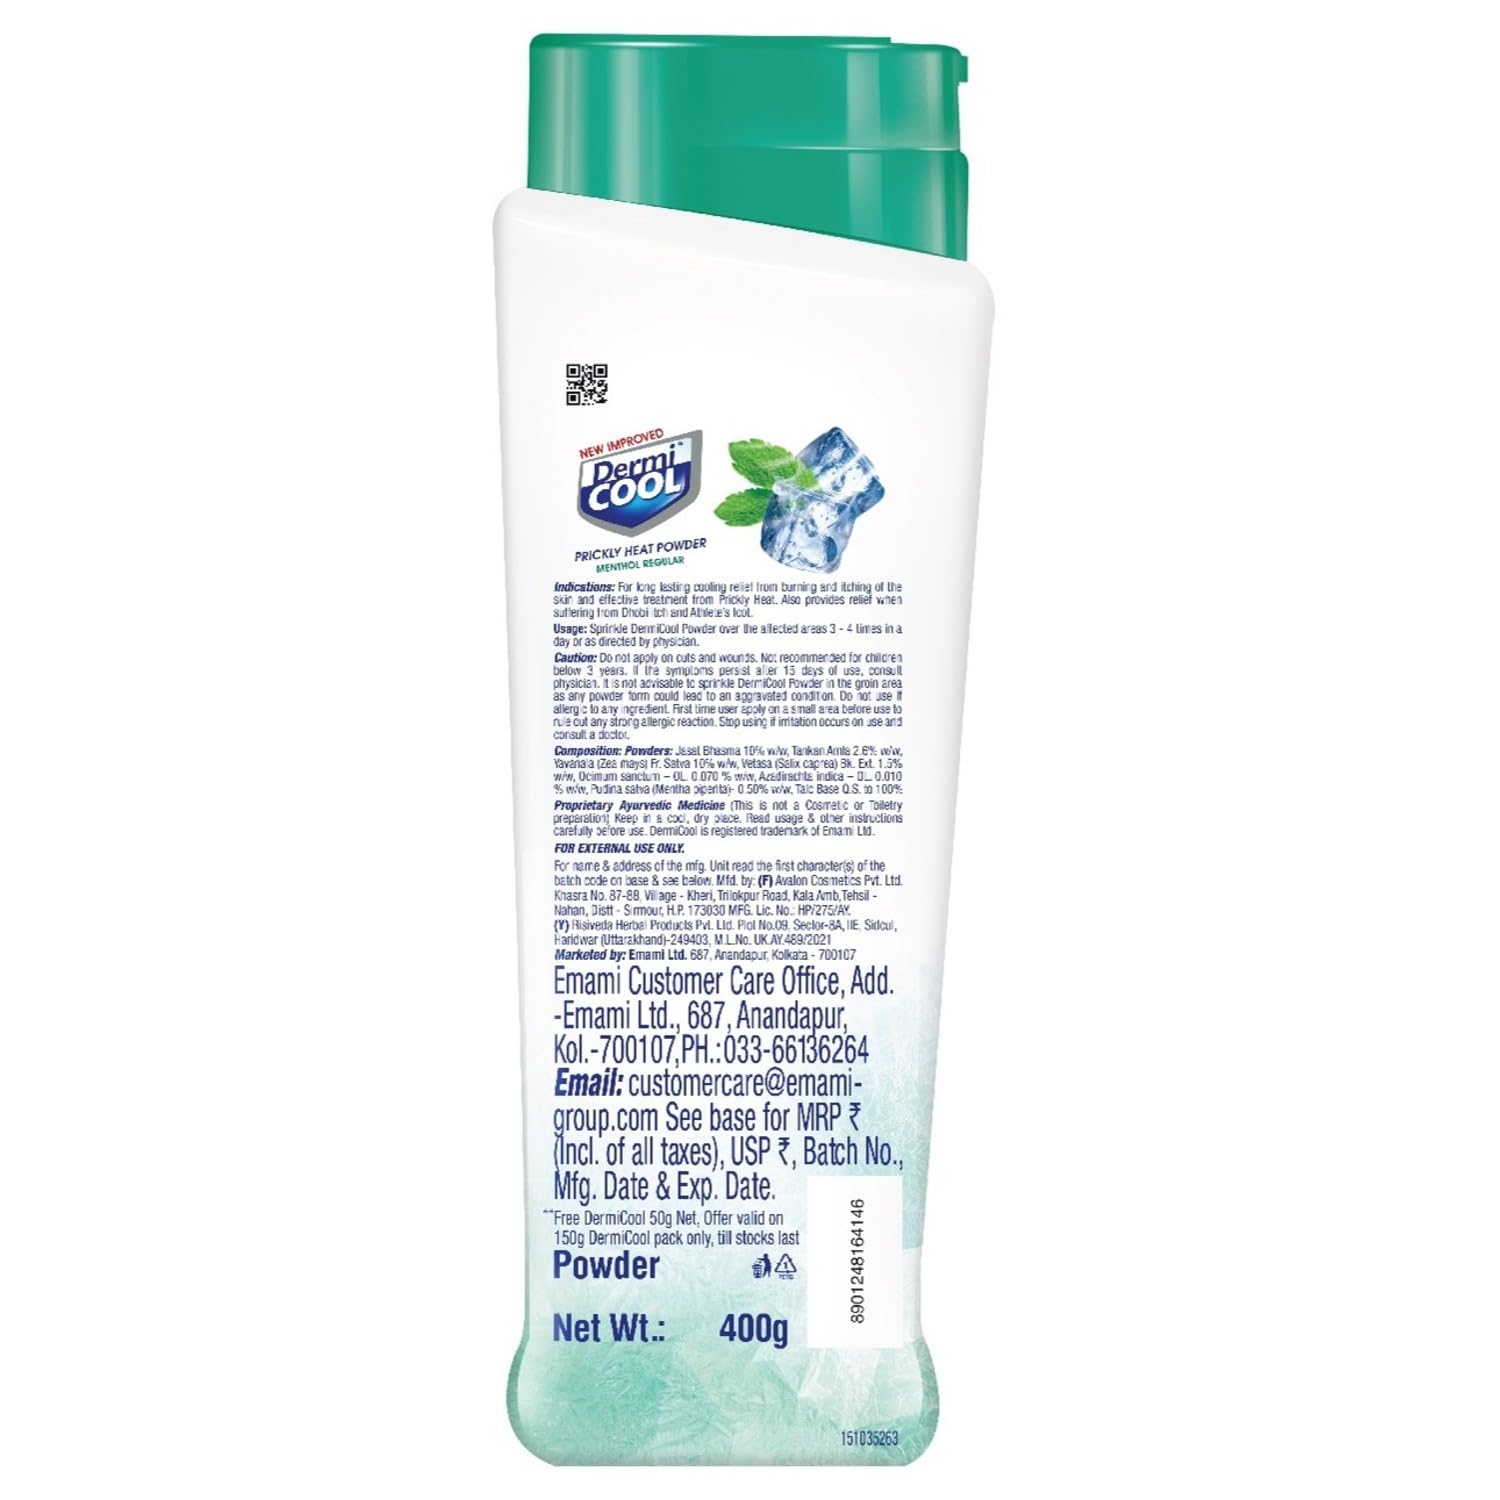 NEW IMPROVED
Dermi
COOL
PRICKLY HEAT POWDER
MENTHOL REGULAR
Indications: For long lasting cooling relief from burning and itching of the
skin and effective treatment from Prickly Heat. Also provides relief when
suffering from Dhobi itch and Athlete's foot.
Usage: Sprinkle DermiCool Powder over the affected areas 3 - 4 times in a
day or as directed by physician.
Caution: Do not apply on cuts and wounds. Not recommended for children
below 3 years. If the symptoms persist after 15 days of use, consult
physician. It is not advisable to sprinkle DermiCool Powder in the groin area
as any powder form could lead to an aggravated condition. Do not use if
allergic to any ingredient. First time user apply on a small area before use to
rule out any strong allergic reaction. Stop using if irritation occurs on use and
consult a doctor.
Composition: Powders: Jasat Bhasma 10% w/w, Tankan Amla 2.6% w/w,
Yavanala (Zea mays) Fr. Satva 10% w/w, Vetasa (Salix caprea) Bk. Ext. 1.5%
w/w, Ocimum sanctum – OL. 0.070 % w/w, Azadirachta indica – OL. 0.010
% w/w, Pudina satva (Mentha piperita)- 0.50% w/w, Talc Base Q.S. to 100%
Proprietary Ayurvedic Medicine (This is not a Cosmetic or Toiletry
preparation) Keep in a cool, dry place. Read usage & other instructions
carefully before use. DermiCool is registered trademark of Emami Ltd.
FOR EXTERNAL USE ONLY.
For name & address of the mfg. Unit read the first character(s) of the
batch code on base & see below. Mfd. by: (F) Avalon Cosmetics Pvt. Ltd.
Khasra No. 87-88, Village - Kheri, Trilokpur Road, Kala Amb, Tehsil -
Nahan, Distt - Sirmour, H.P. 173030 MFG. Lic. No.: HP/275/AY.
(Y) Risiveda Herbal Products Pvt. Ltd. Plot No.09, Sector-8A, IIE, Sidcul,
Haridwar (Uttarakhand)-249403, M.L.No. UK.AY.489/2021
Marketed by: Emami Ltd. 687, Anandapur, Kolkata - 700107
Emami Customer Care Office, Add.
-Emami Ltd., 687, Anandapur,
Kol.-700107,PH.:033-66136264
Email: customercare@emami-
group.com See base for MRP ₹
(Incl. of all taxes), USP ₹, Batch No.,
Mfg. Date & Exp. Date.
**Free DermiCool 50g Net, Offer valid on
150g DermiCool pack only, till stocks last
Powder
Net Wt.: 400g
8901248164146
151035263